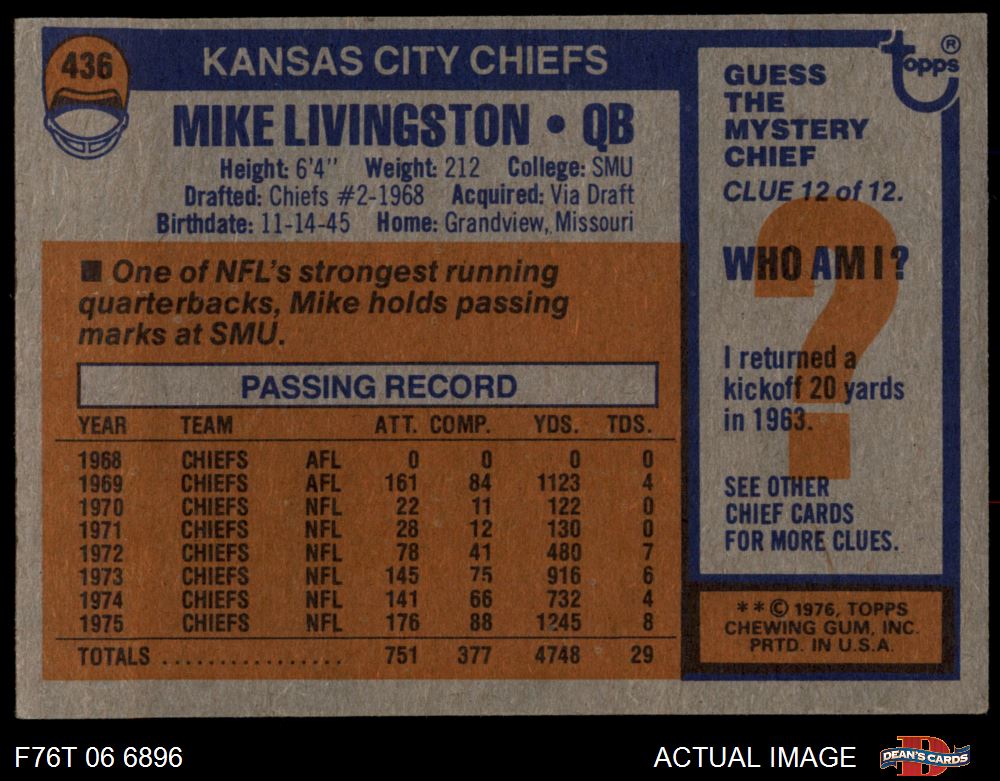 436
KANSAS CITY CHIEFS
topps ®
MIKE LIVINGSTON • QB
Height: 6'4" Weight: 212 College: SMU
Drafted: Chiefs #2-1968 Acquired: Via Draft
Birthdate: 11-14-45 Home: Grandview, Missouri
■ One of NFL's strongest running
quarterbacks, Mike holds passing
marks at SMU.
PASSING RECORD
YEAR TEAM ATT. COMP. YDS. TDS.
1968 CHIEFS AFL 0 0 0 0
1969 CHIEFS AFL 161 84 1123 4
1970 CHIEFS NFL 22 11 122 0
1971 CHIEFS NFL 28 12 130 0
1972 CHIEFS NFL 78 41 480 7
1973 CHIEFS NFL 145 75 916 6
1974 CHIEFS NFL 141 66 732 4
1975 CHIEFS NFL 176 88 1245 8
TOTALS ................ 751 377 4748 29
GUESS
THE
MYSTERY
CHIEF
CLUE 12 of 12.
?
WHO AM I?
I returned a
kickoff 20 yards
in 1963.
SEE OTHER
CHIEF CARDS
FOR MORE CLUES.
** © 1976, TOPPS
CHEWING GUM, INC.
PRTD. IN U.S.A.
F76T 06 6896
ACTUAL IMAGE
DEAN'S CARDS